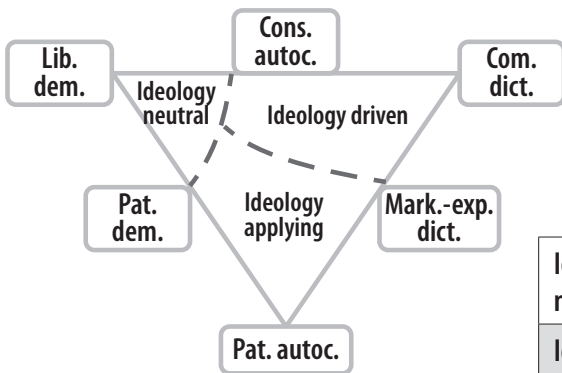 Cons.
autoc.
Lib.
dem.
Com.
dict.
Ideology
neutral
Ideology driven
Pat.
dem.
Ideology
applying
Mark.-exp.
dict.
Pat. autoc.